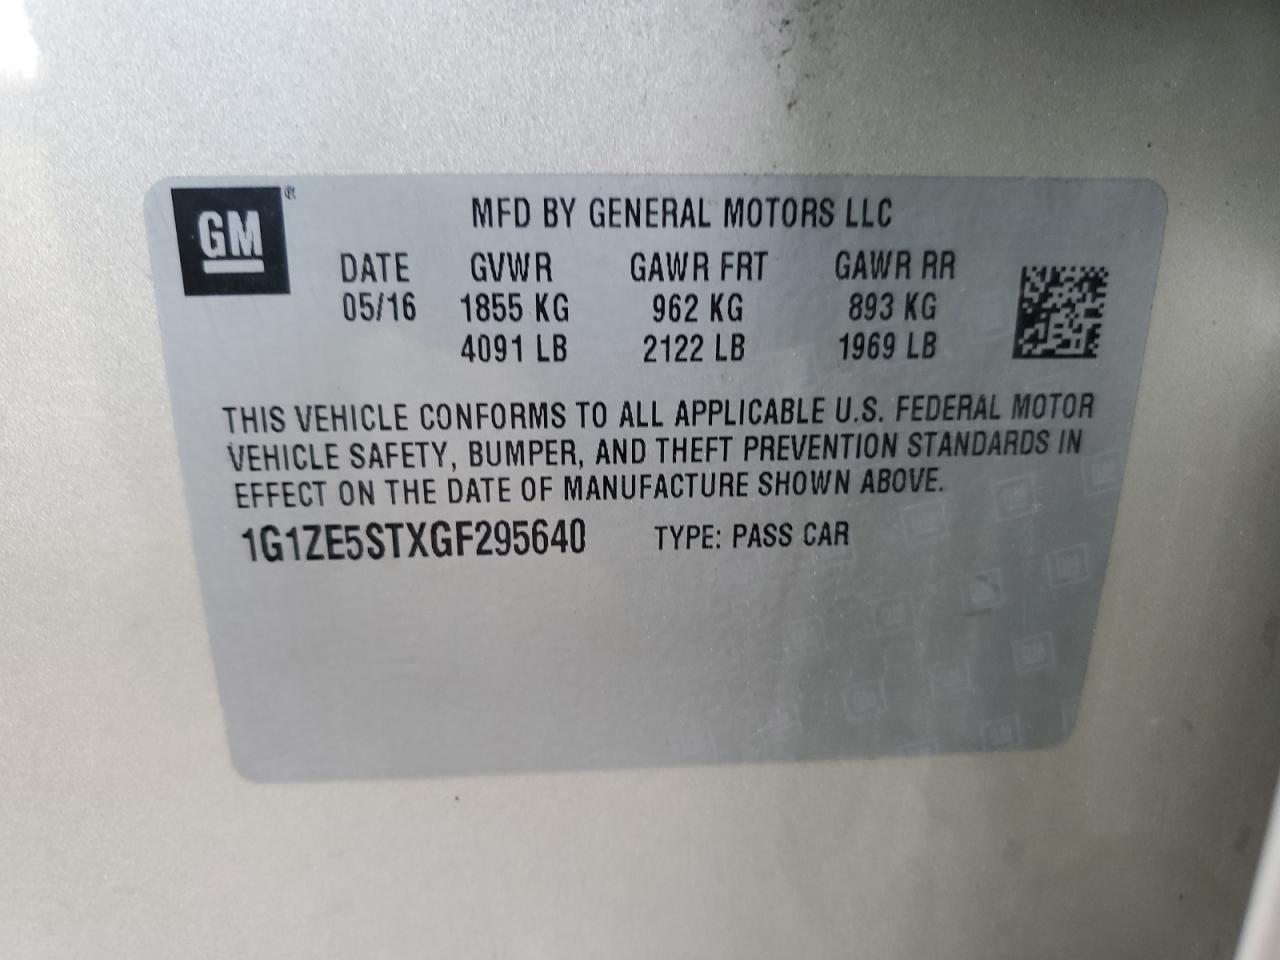 GM
MFD BY GENERAL MOTORS LLC
DATE GVWR GAWR FRT GAWR RR
05/16 1855 KG 962 KG 893 KG
4091 LB 2122 LB 1969 LB
THIS VEHICLE CONFORMS TO ALL APPLICABLE U.S. FEDERAL MOTOR
VEHICLE SAFETY, BUMPER, AND THEFT PREVENTION STANDARDS IN
EFFECT ON THE DATE OF MANUFACTURE SHOWN ABOVE.
1G1ZE5STXGF295640 TYPE: PASS CAR